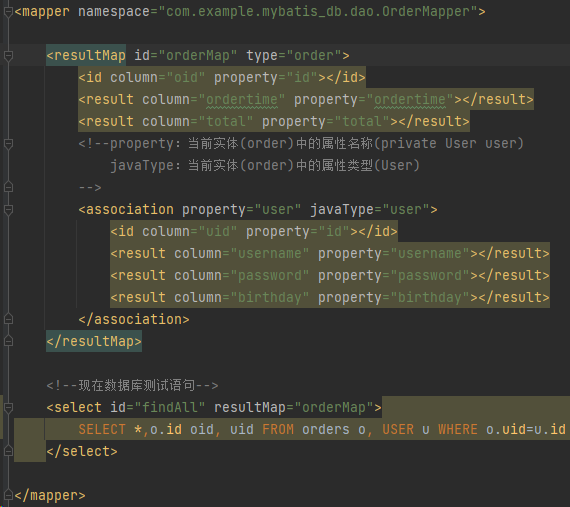 <mapper namespace="com.example.mybatis_db.dao.OrderMapper">
<resultMap id="orderMap" type="order">
<id column="oid" property="id"></id>
<result column="ordertime" property="ordertime"></result>
<result column="total" property="total"></result>
<!--property: 当前实体(order)中的属性名称(private User user)
javaType: 当前实体(order)中的属性类型(User)
-->
<association property="user" javaType="user">
<id column="uid" property="id"></id>
<result column="username" property="username"></result>
<result column="password" property="password"></result>
<result column="birthday" property="birthday"></result>
</association>
</resultMap>
<!--现在数据库测试语句-->
<select id="findAll" resultMap="orderMap">
SELECT *,o.id oid, uid FROM orders o, USER u WHERE o.uid=u.id
</select>
</mapper>